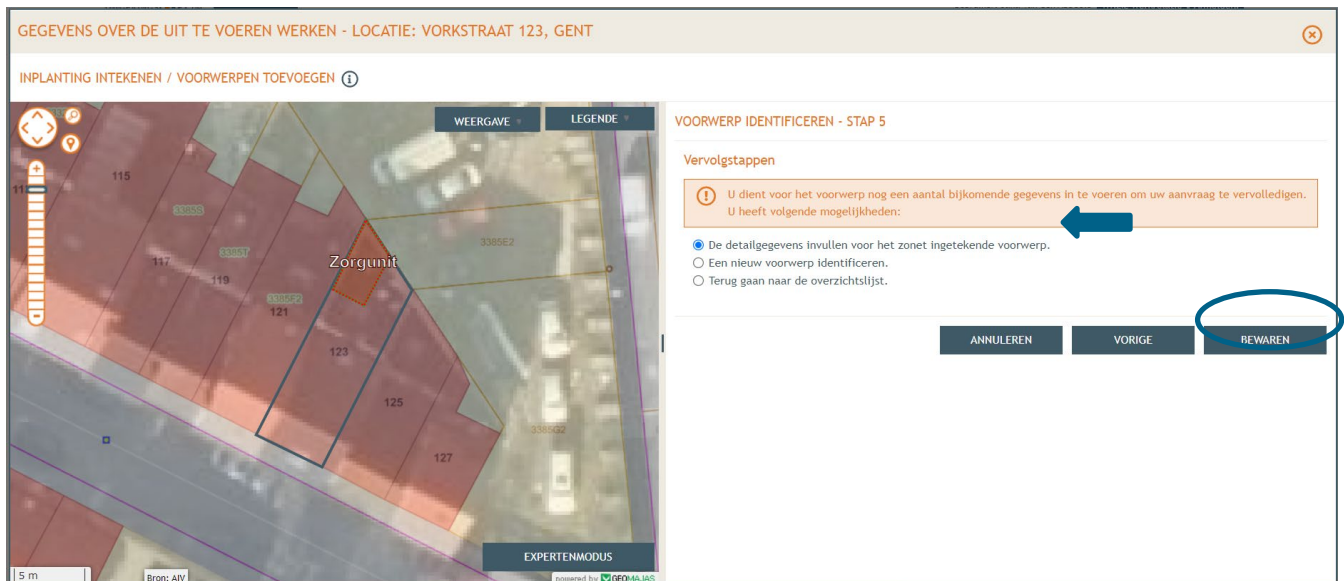 GEGEVENS OVER DE UIT TE VOEREN WERKEN - LOCATIE: VORKSTRAAT 123, GENT
INPLANTING INTEKENEN / VOORWERPEN TOEVOEGEN
WEERGAVE
LEGENDE
115
3385S
3385T
117
119
3385F2
121
Zorgunit
3385E2
123
125
127
3385G2
EXPERTENMODUS
5 m
Bron: AIV
powered by GEOMAJAS
VOORWERP IDENTIFICEREN - STAP 5
Vervolgstappen
U dient voor het voorwerp nog een aantal bijkomende gegevens in te voeren om uw aanvraag te vervolledigen.
U heeft volgende mogelijkheden:
De detailgegevens invullen voor het zonet ingetekende voorwerp.
Een nieuw voorwerp identificeren.
Terug gaan naar de overzichtslijst.
ANNULEREN
VORIGE
BEWAREN